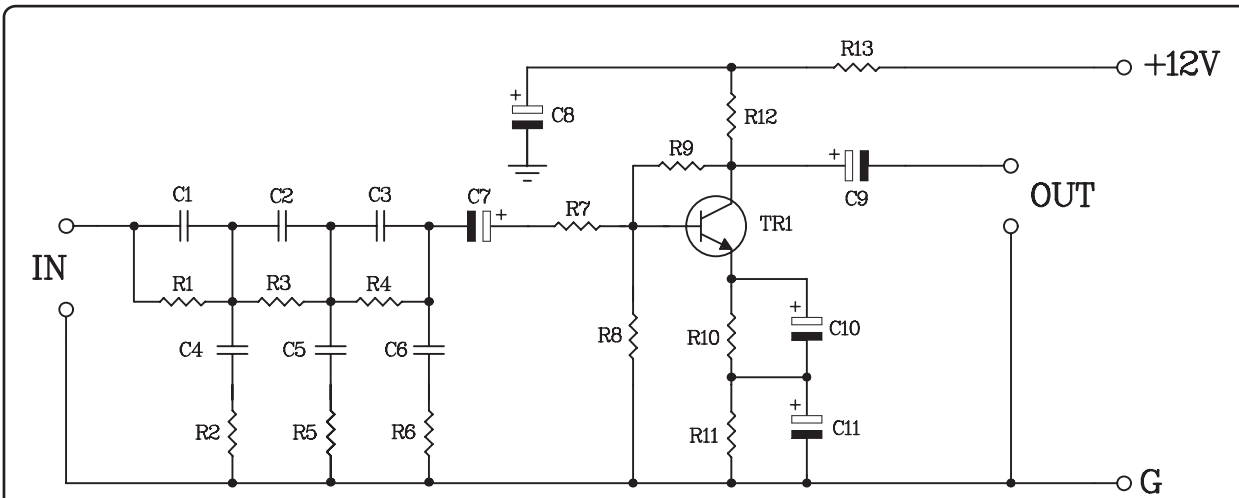 R13
+12V
+
C8
R12
R9
+
C9
C1
C2
C3
C7
+
R7
TR1
OUT
IN
R1
R3
R4
+
C10
R8
R10
C4
C5
C6
+
C11
R2
R5
R6
R11
G